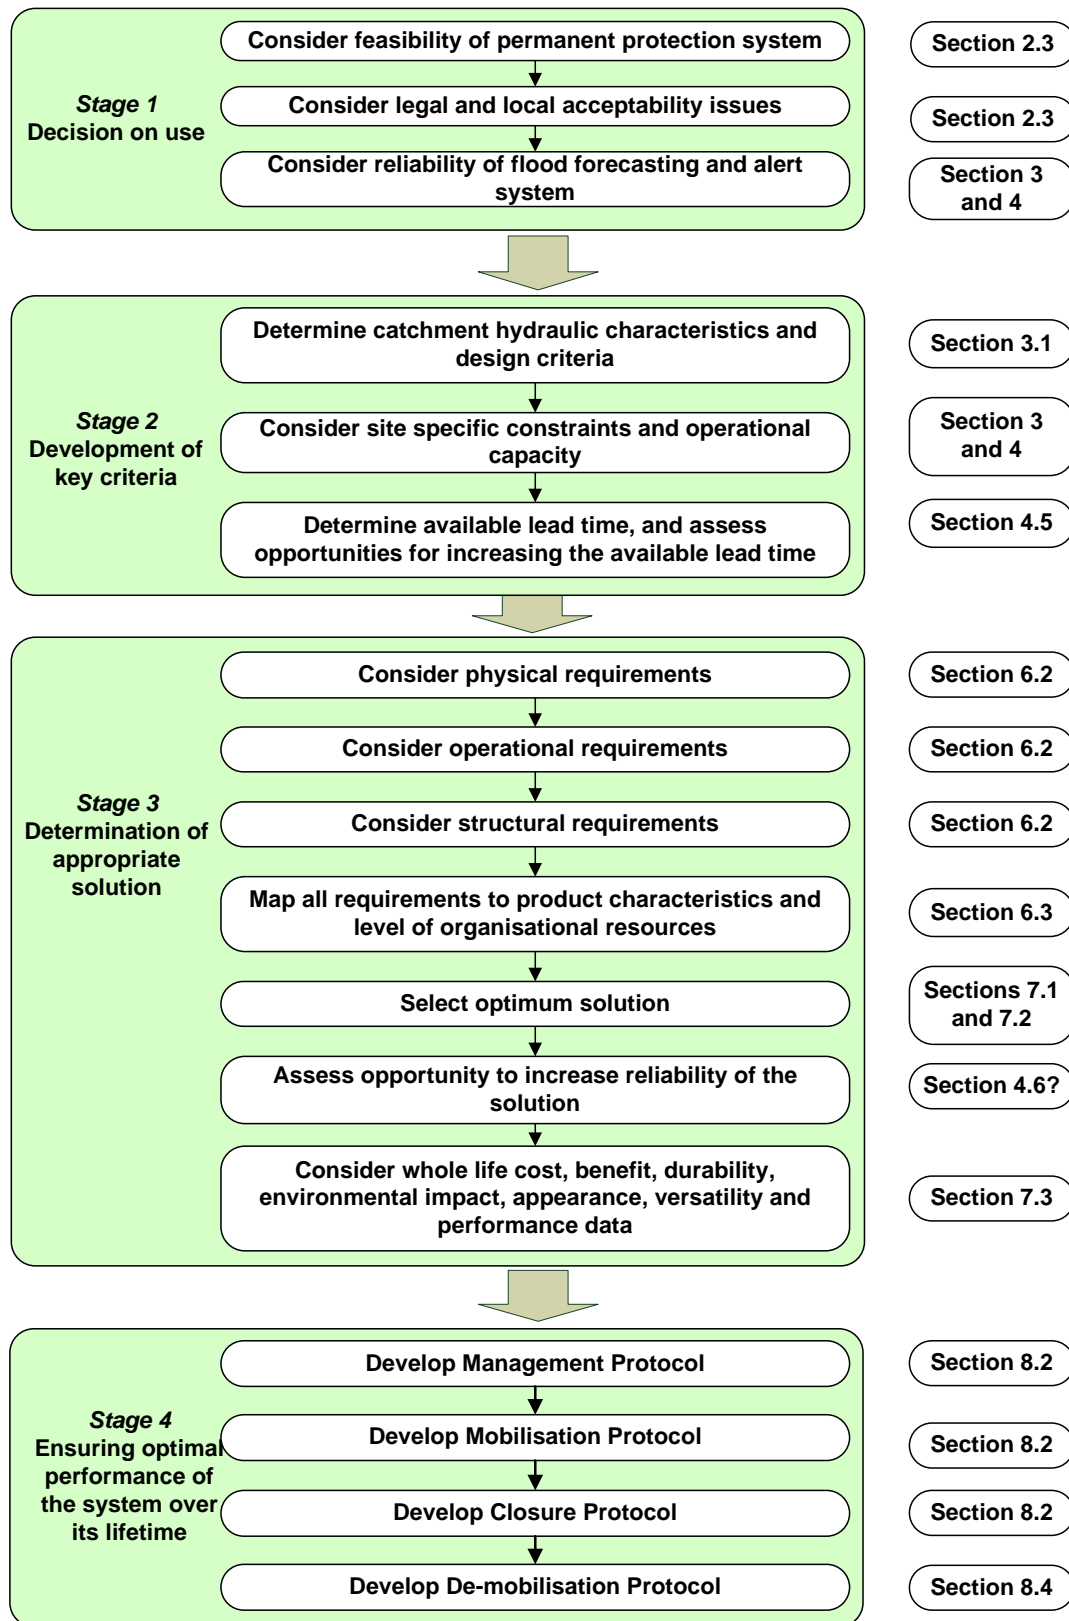 Stage 1
Decision on use
Consider feasibility of permanent protection system
Section 2.3
Consider legal and local acceptability issues
Section 2.3
Consider reliability of flood forecasting and alert
system
Section 3
and 4
Stage 2
Development of
key criteria
Determine catchment hydraulic characteristics and
design criteria
Section 3.1
Consider site specific constraints and operational
capacity
Section 3
and 4
Determine available lead time, and assess
opportunities for increasing the available lead time
Section 4.5
Stage 3
Determination of
appropriate
solution
Consider physical requirements
Section 6.2
Consider operational requirements
Section 6.2
Consider structural requirements
Section 6.2
Map all requirements to product characteristics and
level of organisational resources
Section 6.3
Select optimum solution
Sections 7.1
and 7.2
Assess opportunity to increase reliability of the
solution
Section 4.6?
Consider whole life cost, benefit, durability,
environmental impact, appearance, versatility and
performance data
Section 7.3
Stage 4
Ensuring optimal
performance of
the system over
its lifetime
Develop Management Protocol
Section 8.2
Develop Mobilisation Protocol
Section 8.2
Develop Closure Protocol
Section 8.2
Develop De-mobilisation Protocol
Section 8.4